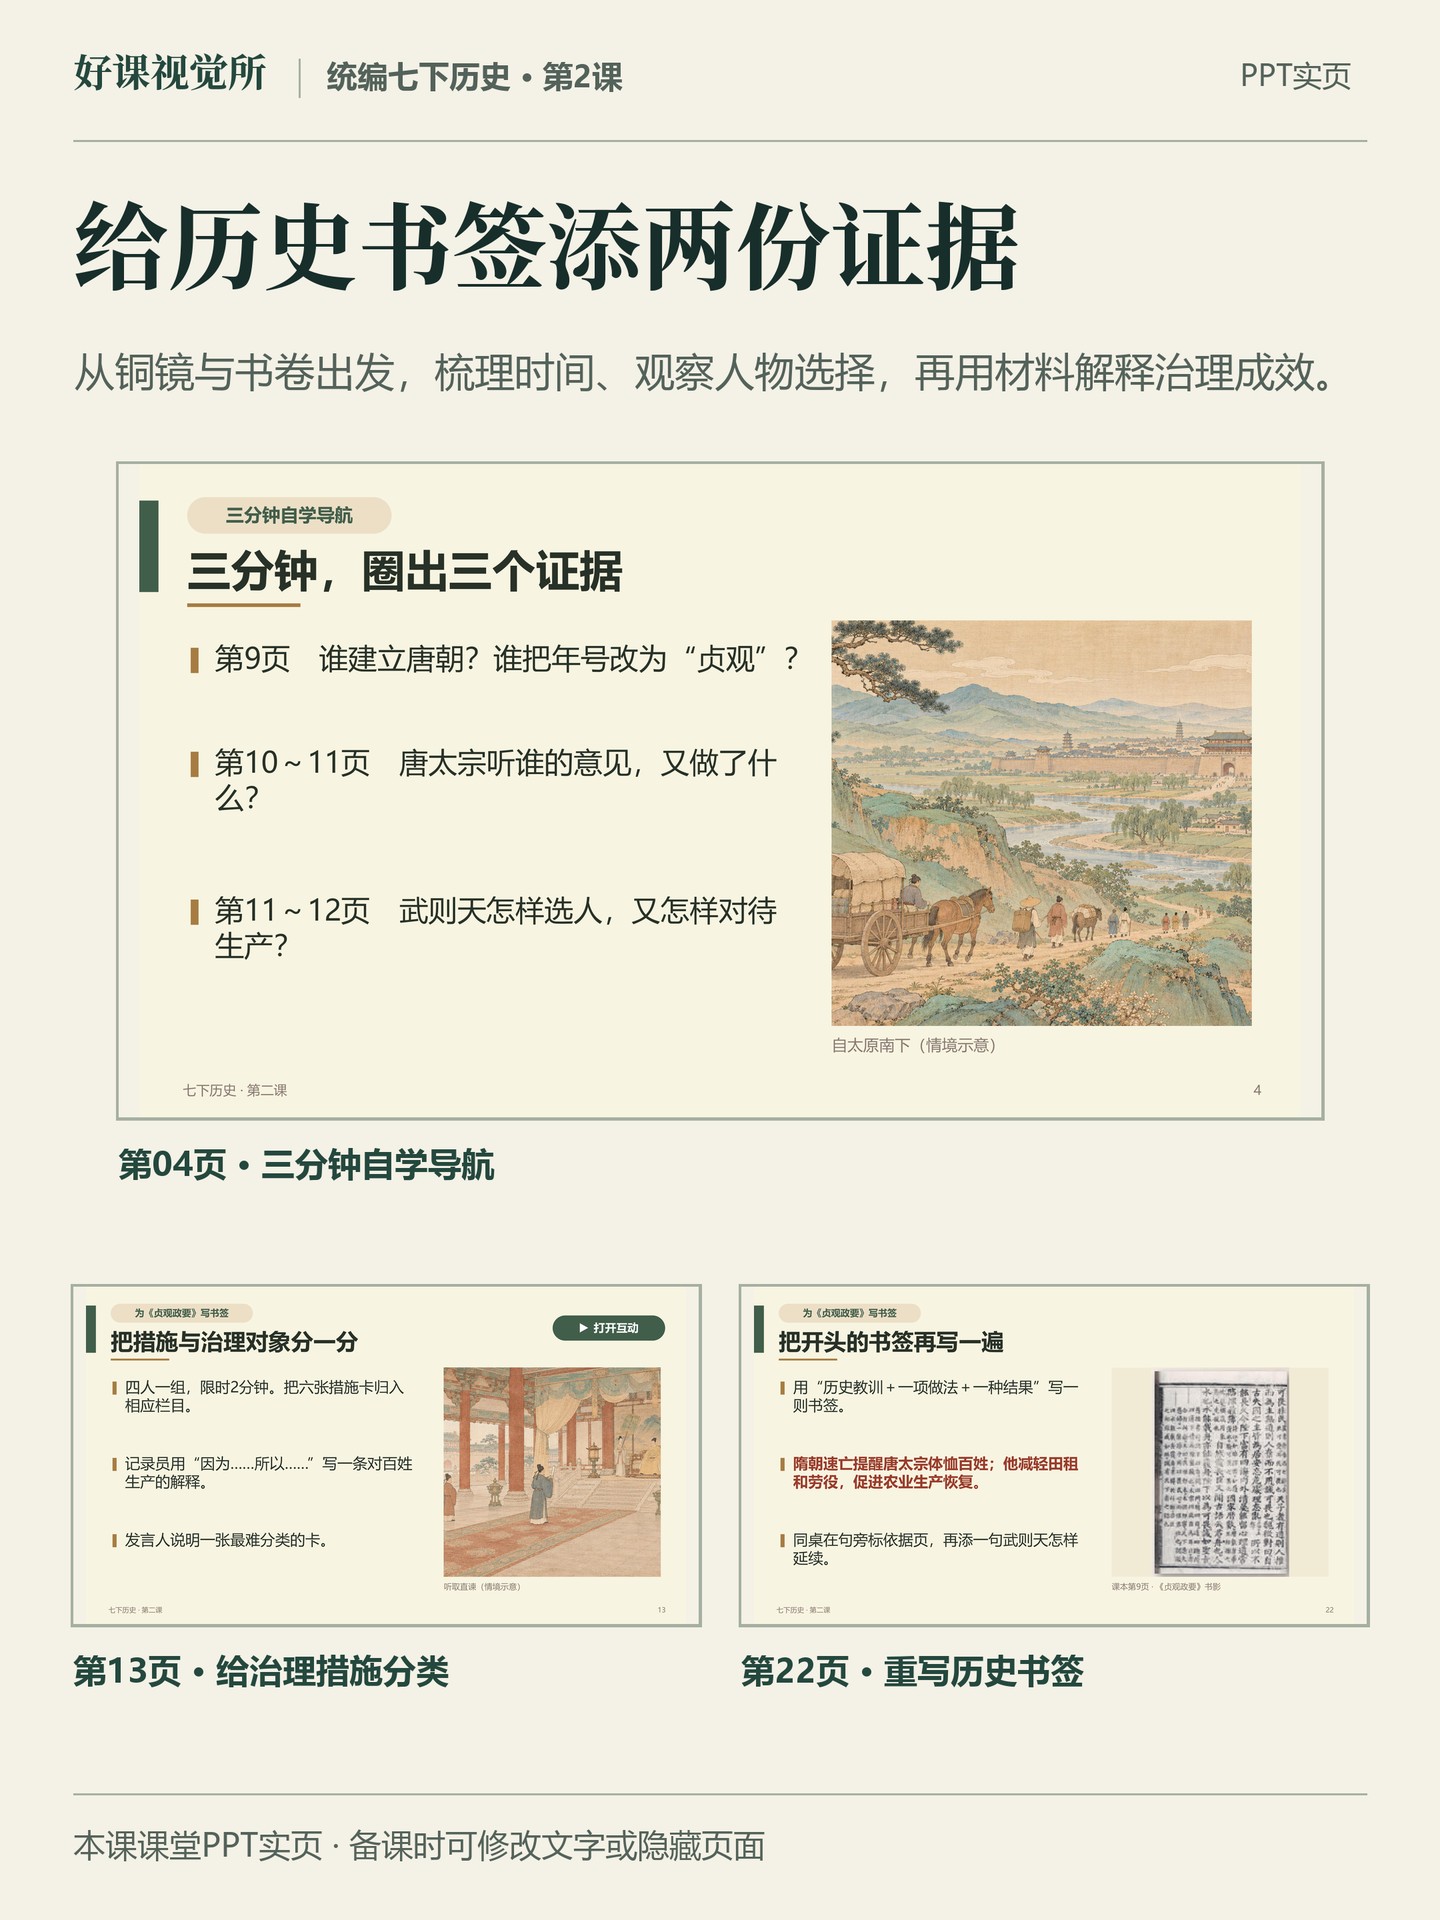 好课视觉所
统编七下历史·第2课
PPT实页
给历史书签添两份证据
从铜镜与书卷出发，梳理时间、观察人物选择，再用材料解释治理成效。
三分钟自学导航
三分钟，圈出三个证据
第9页　谁建立唐朝？谁把年号改为“贞观”？
第10～11页　唐太宗听谁的意见，又做了什
么？
第11～12页　武则天怎样选人，又怎样对待
生产？
自太原南下（情境示意）
七下历史·第二课
4
第04页·三分钟自学导航
为《贞观政要》写书签
把措施与治理对象分一分
▶ 打开互动
四人一组，限时2分钟。把六张措施卡归入
相应栏目。
记录员用“因为……所以……”写一条对百姓
生产的解释。
发言人说明一张最难分类的卡。
听取直谏（情境示意）
七下历史·第二课
13
第13页·给治理措施分类
为《贞观政要》写书签
把开头的书签再写一遍
用“历史教训＋一项做法＋一种结果”写一
则书签。
隋朝速亡提醒唐太宗体恤百姓；他减轻田租
和劳役，促进农业生产恢复。
同桌在句旁标依据页，再添一句武则天怎样
延续。
课本第9页·《贞观政要》书影
七下历史·第二课
22
第22页·重写历史书签
本课课堂PPT实页·备课时可修改文字或隐藏页面